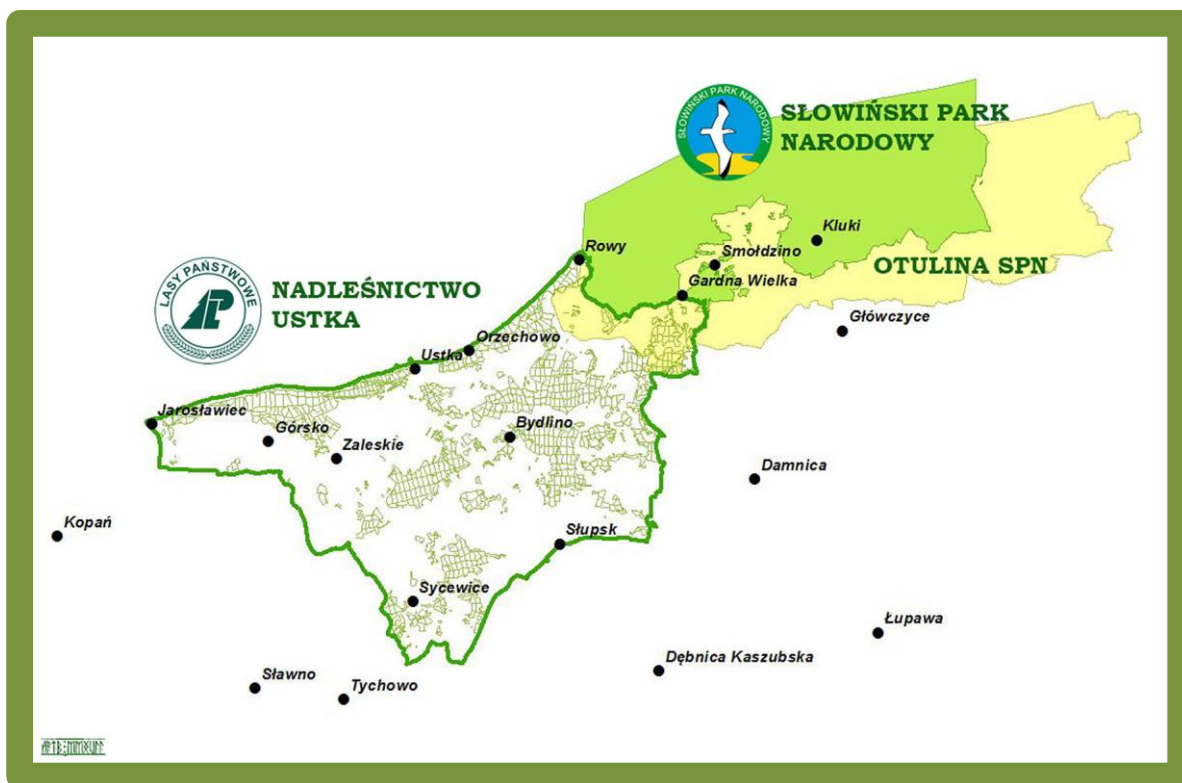 SŁOWIŃSKI PARK NARODOWY
SŁOWIŃSKI PARK
NARODOWY
Kluki
Rowy
Smołdzino
OTULINA SPN
LASY PAŃSTWOWE
NADLEŚNICTWO
USTKA
Gardna Wielka
Główczyce
Orzechowo
Ustka
Jarosławiec
Górsko
Bydlino
Zaleskie
Damnica
Kopań
Słupsk
Sycewice
Łupawa
Dębnica Kaszubska
Sławno
Tychowo